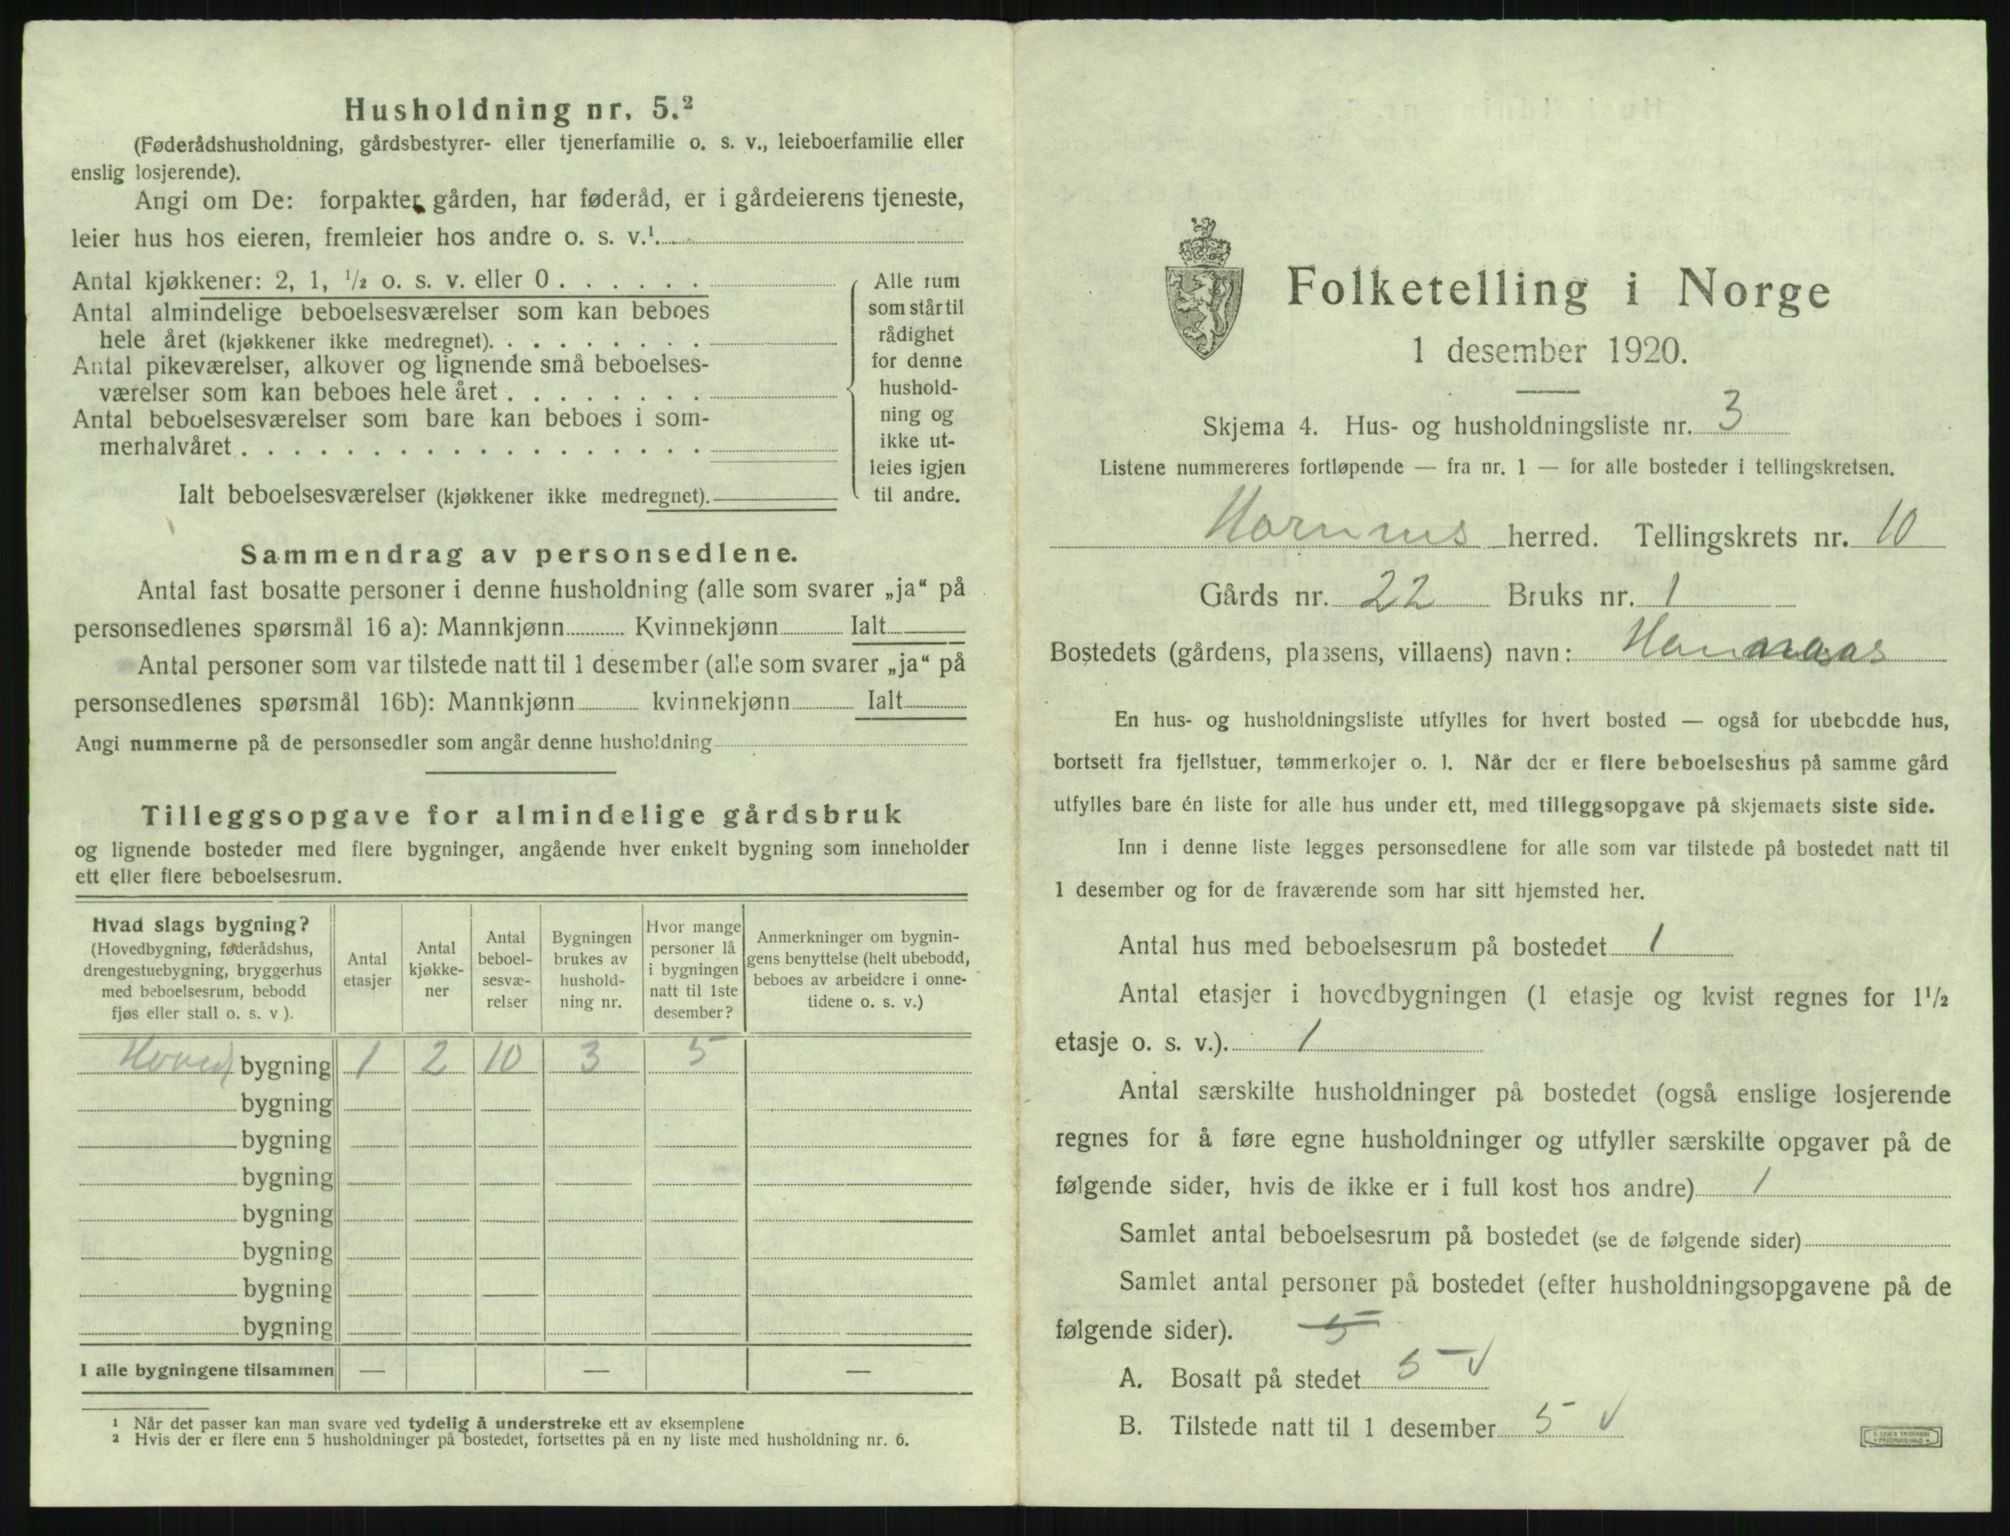 Husholdning nr. 5.²
(Føderådshusholdning, gårdsbestyrer- eller tjenerfamilie o. s. v., leieboerfamilie eller
enslig losjerende).
Angi om De: forpakter gården, har føderåd, er i gårdeierens tjeneste,
leier hus hos eieren, fremleier hos andre o. s. v.¹
Antal kjøkkener: 2, 1, ½ o. s. v. eller 0
Antal almindelige beboelsesværelser som kan beboes
hele året (kjøkkener ikke medregnet).
Antal pikeværelser, alkover og lignende små beboelses-
værelser som kan beboes hele året
Antal beboelsesværelser som bare kan beboes i som-
merhalvåret
Ialt beboelsesværelser (kjøkkener ikke medregnet).
Alle rum
som står til
rådighet
for denne
hushold-
ning og
ikke ut-
leies igjen
til andre.
Sammendrag av personsedlene.
Antal fast bosatte personer i denne husholdning (alle som svarer „ja“ på
personsedlenes spørsmål 16 a): Mannkjønn Kvinnekjønn Ialt
Antal personer som var tilstede natt til 1 desember (alle som svarer „ja“ på
personsedlenes spørsmål 16b): Mannkjønn kvinnekjønn Ialt
Angi nummerne på de personsedler som angår denne husholdning
Tilleggsopgave for almindelige gårdsbruk
og lignende bosteder med flere bygninger, angående hver enkelt bygning som inneholder
ett eller flere beboelsesrum.
Hvad slags bygning?
(Hovedbygning, føderådshus,
drengestuebygning, bryggerhus
med beboelsesrum, bebodd
fjøs eller stall o. s. v ).
Antal
etasjer
Antal
kjøkke-
ner
Antal
beboel-
sesvæ-
relser
Bygningen
brukes av
hushold-
ning nr.
Hvor mange
personer lå
i bygningen
natt til 1ste
desember?
Anmerkninger om bygnin-
gens benyttelse (helt ubebodd,
beboes av arbeidere i onne-
tidene o. s. v.)
Hoved bygning 1 2 10 3 5
bygning
bygning
bygning
bygning
bygning
bygning
bygning
I alle bygningene tilsammen — — —
¹ Når det passer kan man svare ved tydelig å understreke ett av eksemplene
² Hvis der er flere enn 5 husholdninger på bostedet, fortsettes på en ny liste med husholdning nr. 6.
Folketelling i Norge
1 desember 1920.
Skjema 4. Hus- og husholdningsliste nr. 3
Listene nummereres fortløpende — fra nr. 1 — for alle bosteder i tellingskretsen.
Hornnes herred. Tellingskrets nr. 10
Gårds nr. 22 Bruks nr. 1
Bostedets (gårdens, plassens, villaens) navn:
En hus- og husholdningsliste utfylles for hvert bosted — også for ubebodde hus,
bortsett fra fjellstuer, tømmerkojer o. l. Når der er flere beboelseshus på samme gård
utfylles bare én liste for alle hus under ett, med tilleggsopgave på skjemaets siste side.
Inn i denne liste legges personsedlene for alle som var tilstede på bostedet natt til
1 desember og for de fraværende som har sitt hjemsted her.
Antal hus med beboelsesrum på bostedet 1
Antal etasjer i hovedbygningen (1 etasje og kvist regnes for 1½
etasje o. s. v.). 1
Antal særskilte husholdninger på bostedet (også enslige losjerende
regnes for å føre egne husholdninger og utfyller særskilte opgaver på de
følgende sider, hvis de ikke er i full kost hos andre) 1
Samlet antal beboelsesrum på bostedet (se de følgende sider)
Samlet antal personer på bostedet (efter husholdningsopgavene på de
følgende sider). 5
A. Bosatt på stedet 5 √
B. Tilstede natt til 1 desember 5 √